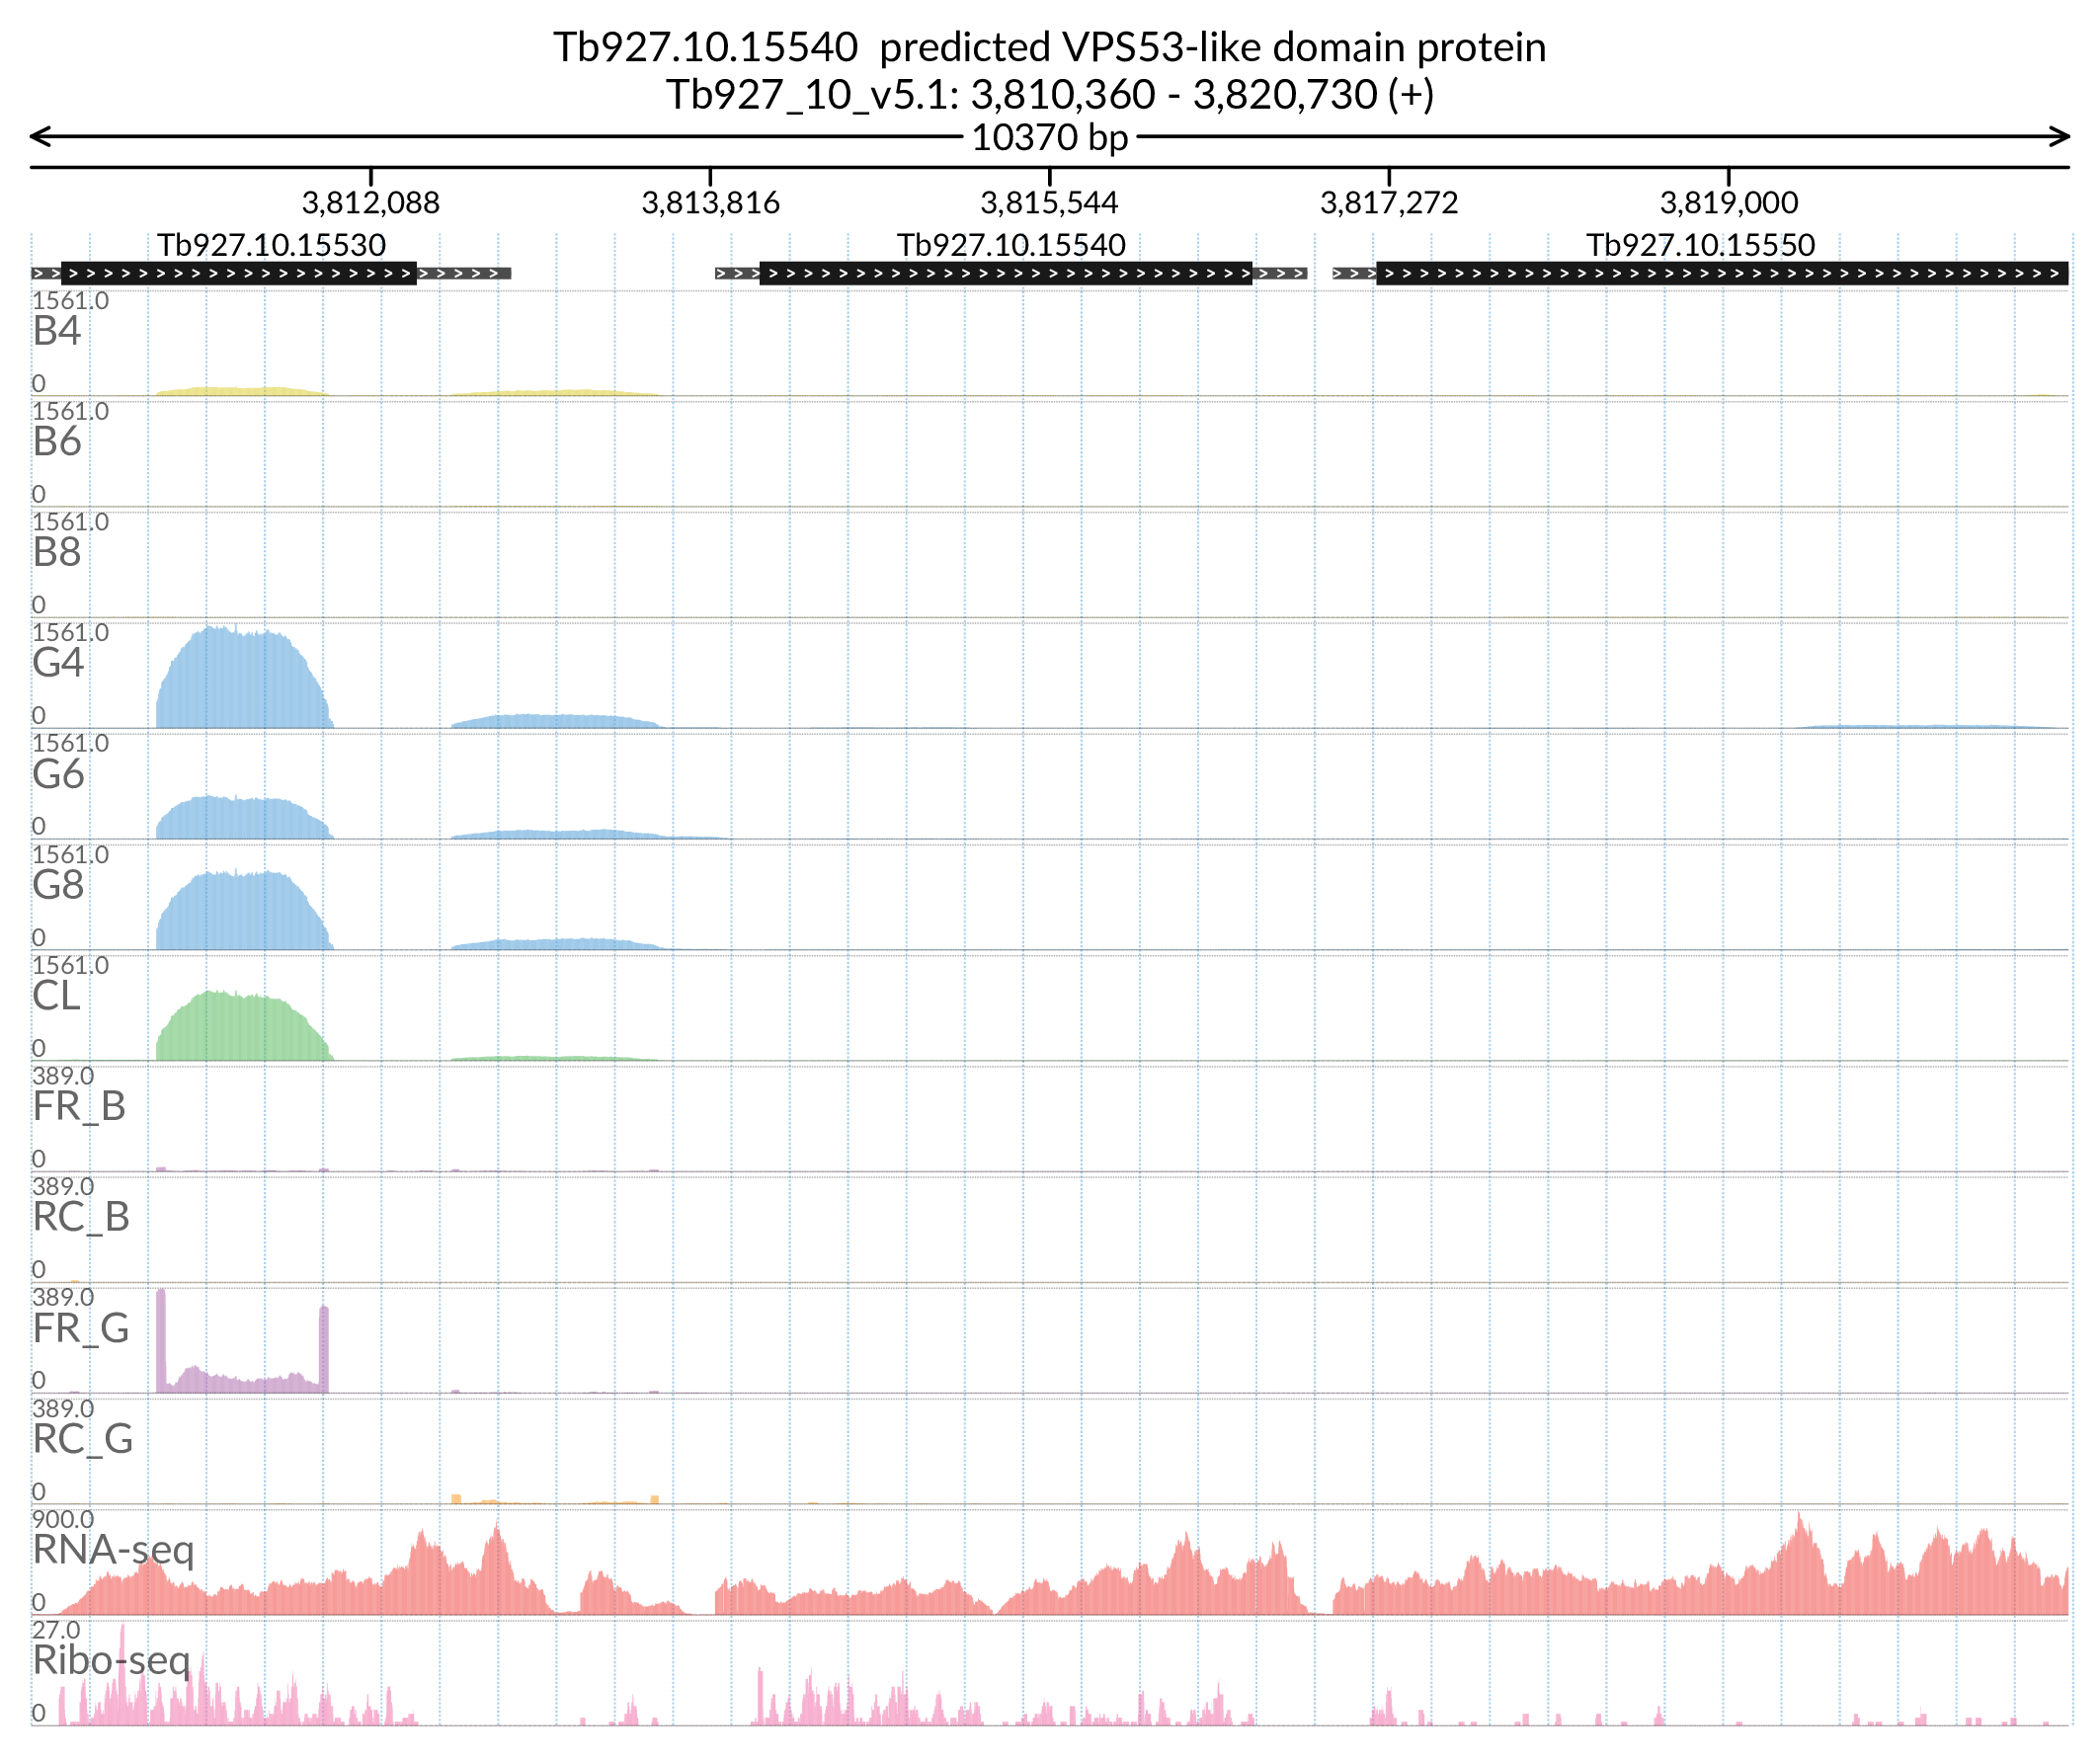 Tb927.10.15540  predicted VPS53-like domain protein
Tb927_10_v5.1: 3,810,360 - 3,820,730 (+)
10370 bp
3,812,088 3,813,816 3,815,544 3,817,272 3,819,000
Tb927.10.15530 Tb927.10.15540 Tb927.10.15550
1561.0
B4
0
1561.0
B6
0
1561.0
B8
0
1561.0
G4
0
1561.0
G6
0
1561.0
G8
0
1561.0
CL
0
389.0
FR_B
0
389.0
RC_B
0
389.0
FR_G
0
389.0
RC_G
0
900.0
RNA-seq
0
27.0
Ribo-seq
0